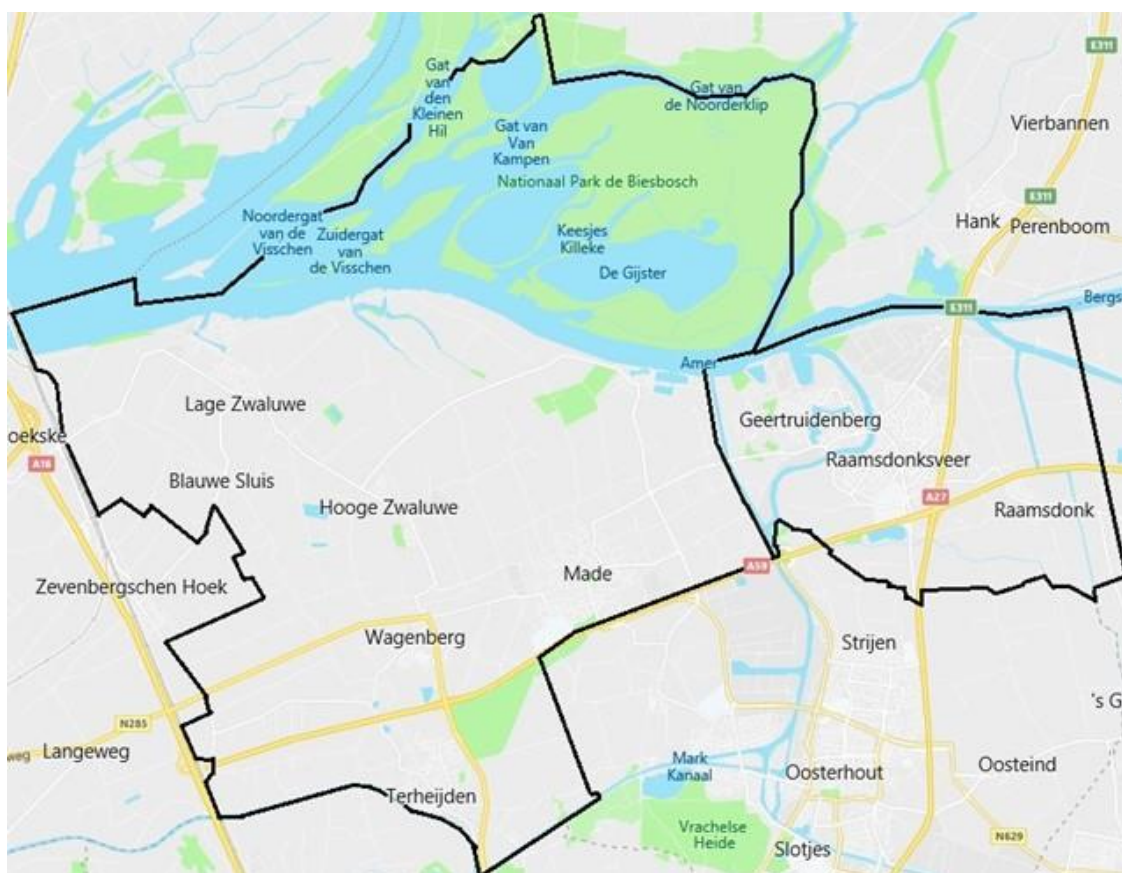 E311
Gat
van
den
Kleinen
Hil
Gat van
de Noorderklip
Vierbannen
Gat van
Van
Kampen
Nationaal Park de Biesbosch
E311
Noordergat
van de
Visschen
Zuidergat
van
de Visschen
Keesjes
Killeke
Hank
Perenboom
De Gijster
Bergs
E311
Amer
Lage Zwaluwe
Geertruidenberg
oekske
A16
Raamsdonksveer
Blauwe Sluis
Hooge Zwaluwe
A27
Raamsdonk
Zevenbergschen Hoek
Made
A59
Wagenberg
Strijen
's G
N285
weg
Langeweg
Mark
Kanaal
Oosterhout
Oosteind
Terheijden
Vrachelse
Heide
Slotjes
N629